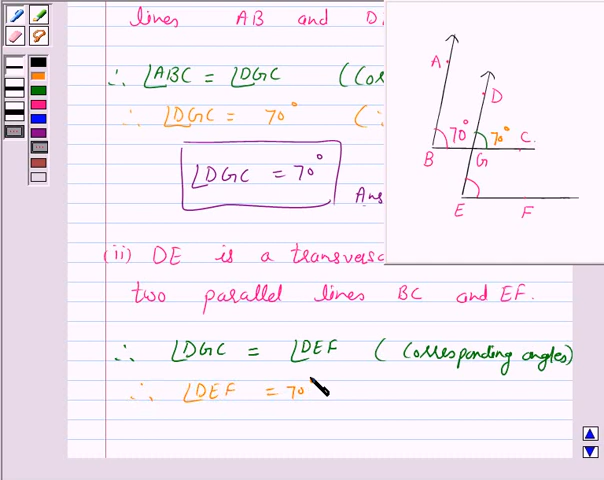 lines AB and D
∴ ∠ABC = ∠DGC (Cor
∴ ∠DGC = 70° (
∠DGC = 70°
Ans
(ii) DE is a transversa
two parallel lines BC and EF.
∴ ∠DGC = ∠DEF ( Corresponding angles)
∴ ∠DEF = 70
A
D
70°
70°
C
B
G
E
F